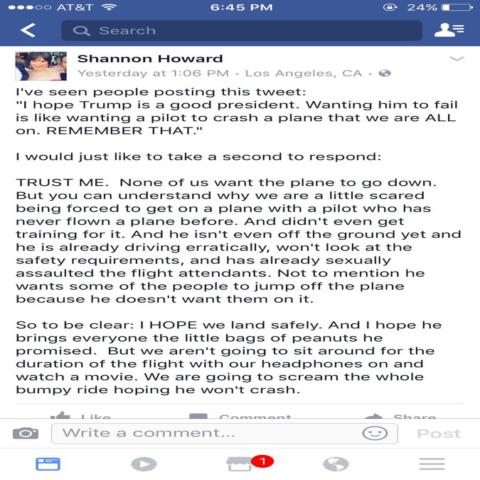 AT&T 6:45 PM 24%
Search
Shannon Howard
Yesterday at 1:06 PM · Los Angeles, CA ·
I've seen people posting this tweet:
"I hope Trump is a good president. Wanting him to fail
is like wanting a pilot to crash a plane that we are ALL
on. REMEMBER THAT."
I would just like to take a second to respond:
TRUST ME.  None of us want the plane to go down.
But you can understand why we are a little scared
being forced to get on a plane with a pilot who has
never flown a plane before. And didn't even get
training for it. And he isn't even off the ground yet and
he is already driving erratically, won't look at the
safety requirements, and has already sexually
assaulted the flight attendants. Not to mention he
wants some of the people to jump off the plane
because he doesn't want them on it.
So to be clear: I HOPE we land safely. And I hope he
brings everyone the little bags of peanuts he
promised.  But we aren't going to sit around for the
duration of the flight with our headphones on and
watch a movie. We are going to scream the whole
bumpy ride hoping he won't crash.
Like Comment Share
Write a comment... Post
1